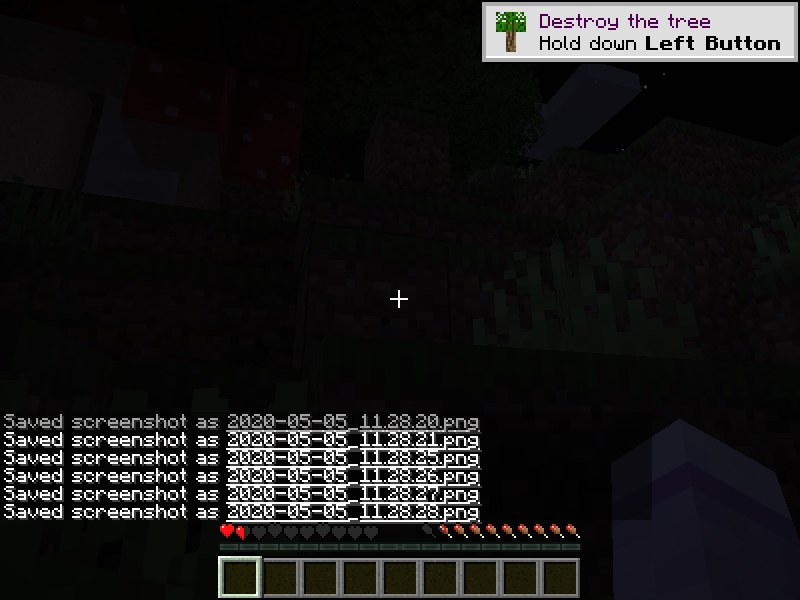 Destroy the tree
Hold down Left Button
Saved screenshot as 2020-05-05_11.28.20.png
Saved screenshot as 2020-05-05_11.28.21.png
Saved screenshot as 2020-05-05_11.28.25.png
Saved screenshot as 2020-05-05_11.28.26.png
Saved screenshot as 2020-05-05_11.28.27.png
Saved screenshot as 2020-05-05_11.28.28.png